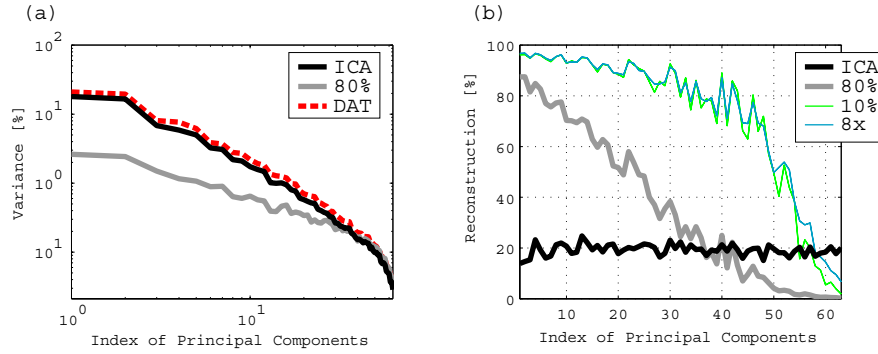 (a)
10^2
10^1
10^0
10^1
10^0
10^1
Variance [%]
Index of Principal Components
ICA
80%
DAT
(b)
100
80
60
40
20
0
10
20
30
40
50
60
Reconstruction [%]
Index of Principal Components
ICA
80%
10%
8x